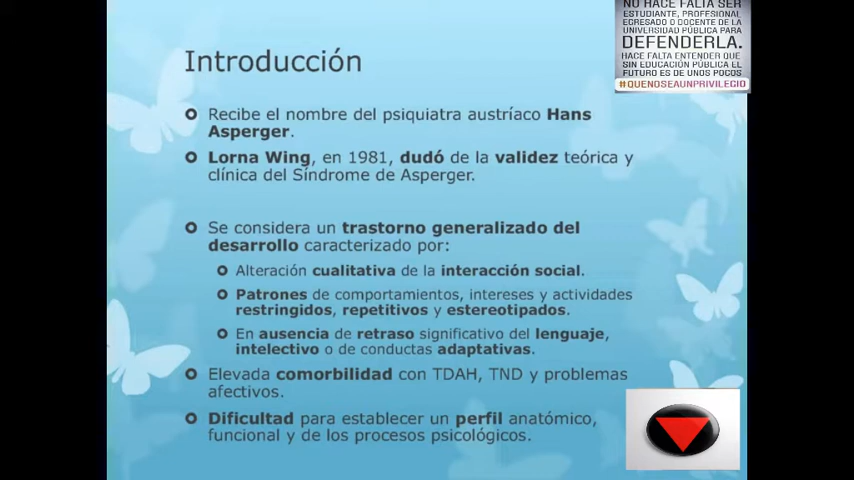 NO HACE FALTA SER
ESTUDIANTE, PROFESIONAL
EGRESADO O DOCENTE DE LA
UNIVERSIDAD PÚBLICA PARA
DEFENDERLA.
HACE FALTA ENTENDER QUE
SIN EDUCACIÓN PÚBLICA EL
FUTURO ES DE UNOS POCOS
#QUENOSEAUNPRIVILEGIO
Introducción
Recibe el nombre del psiquiatra austríaco Hans
Asperger.
Lorna Wing, en 1981, dudó de la validez teórica y
clínica del Síndrome de Asperger.
Se considera un trastorno generalizado del
desarrollo caracterizado por:
Alteración cualitativa de la interacción social.
Patrones de comportamientos, intereses y actividades
restringidos, repetitivos y estereotipados.
En ausencia de retraso significativo del lenguaje,
intelectivo o de conductas adaptativas.
Elevada comorbilidad con TDAH, TND y problemas
afectivos.
Dificultad para establecer un perfil anatómico,
funcional y de los procesos psicológicos.